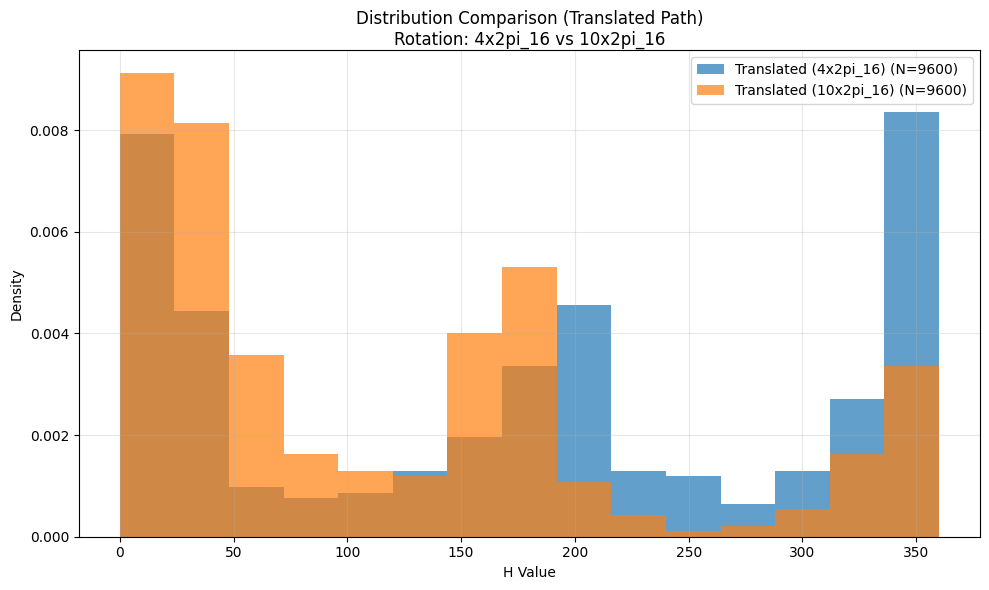 Distribution Comparison (Translated Path)
Rotation: 4x2pi_16 vs 10x2pi_16
Translated (4x2pi_16) (N=9600)
Translated (10x2pi_16) (N=9600)
Density
0.008
0.006
0.004
0.002
0.000
0 50 100 150 200 250 300 350
H Value